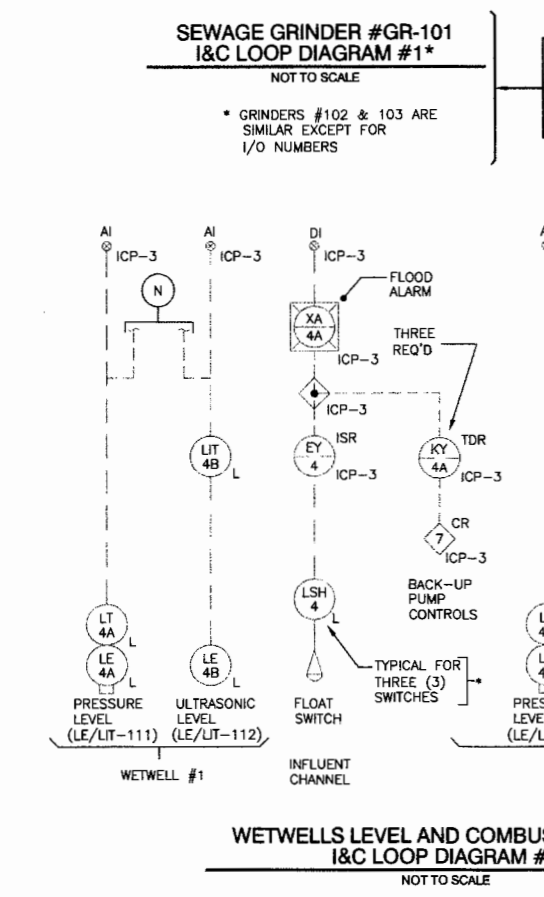 SEWAGE GRINDER #GR-101
I&C LOOP DIAGRAM #1*
NOT TO SCALE
* GRINDERS #102 & 103 ARE
SIMILAR EXCEPT FOR
I/O NUMBERS
AI
ICP-3
AI
ICP-3
DI
ICP-3
N
FLOOD
ALARM
XA
4A
ICP-3
THREE
REQ'D
ICP-3
LIT
4B
L
EY
4
ISR
ICP-3
KY
4A
TDR
ICP-3
7
CR
ICP-3
BACK-UP
PUMP
CONTROLS
LSH
4
L
LT
4A
L
LE
4A
L
LE
4B
L
TYPICAL FOR
THREE (3)
SWITCHES
*
PRESSURE
LEVEL
(LE/LIT-111)
ULTRASONIC
LEVEL
(LE/LIT-112)
FLOAT
SWITCH
PRES
LEVE
(LE/L
WETWELL #1
INFLUENT
CHANNEL
WETWELLS LEVEL AND COMBUS
I&C LOOP DIAGRAM #
NOT TO SCALE